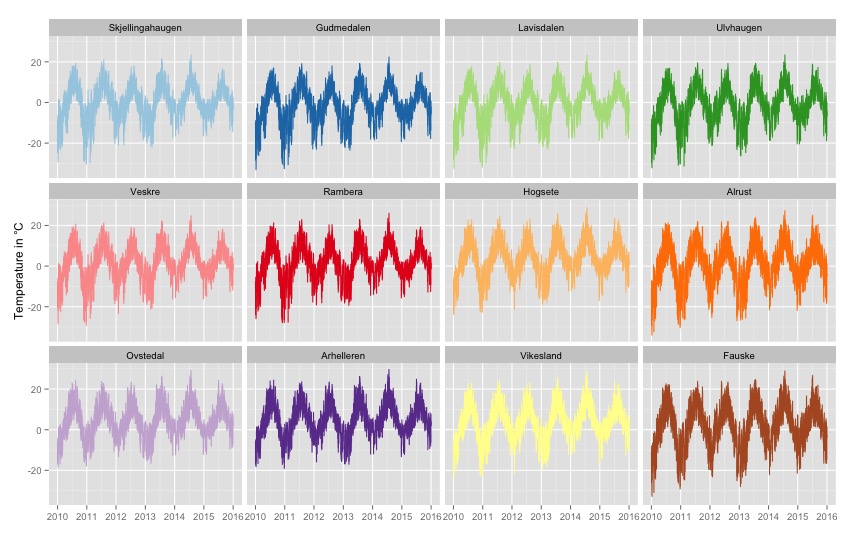 Skjellingahaugen Gudmedalen Lavisdalen Ulvhaugen
20
0
-20
Veskre Rambera Hogsete Alrust
20
0
-20
Temperature in °C
Ovstedal Arhelleren Vikesland Fauske
20
0
-20
2010 2011 2012 2013 2014 2015 2016 2010 2011 2012 2013 2014 2015 2016 2010 2011 2012 2013 2014 2015 2016 2010 2011 2012 2013 2014 2015 2016